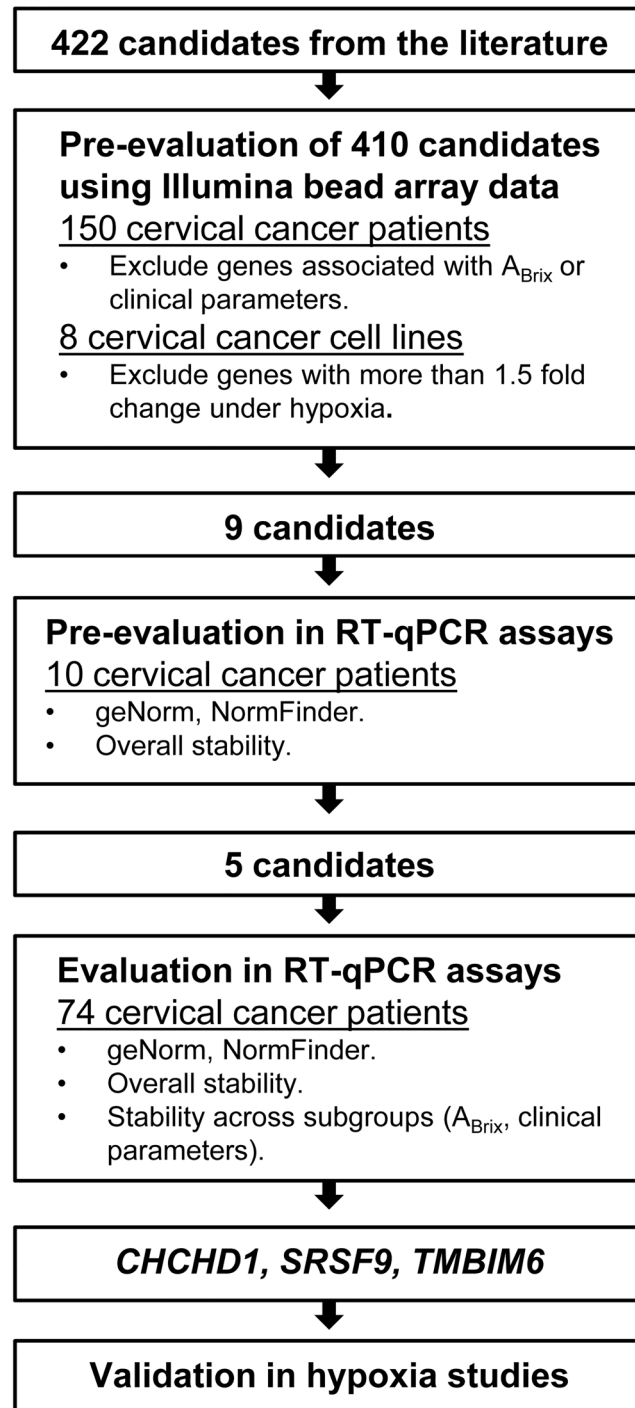 422 candidates from the literature
Pre-evaluation of 410 candidates
using Illumina bead array data
150 cervical cancer patients
• Exclude genes associated with A_Brix or
clinical parameters.
8 cervical cancer cell lines
• Exclude genes with more than 1.5 fold
change under hypoxia.
9 candidates
Pre-evaluation in RT-qPCR assays
10 cervical cancer patients
• geNorm, NormFinder.
• Overall stability.
5 candidates
Evaluation in RT-qPCR assays
74 cervical cancer patients
• geNorm, NormFinder.
• Overall stability.
• Stability across subgroups (A_Brix, clinical
parameters).
CHCHD1, SRSF9, TMBIM6
Validation in hypoxia studies